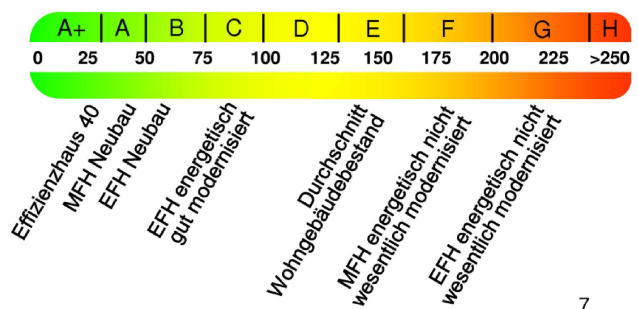 A+ A B C D E F G H
0 25 50 75 100 125 150 175 200 225 >250
Effizienzhaus 40
MFH Neubau
EFH Neubau
EFH energetisch
gut modernisiert
Durchschnitt
Wohngebäudebestand
MFH energetisch nicht
wesentlich modernisiert
EFH energetisch nicht
wesentlich modernisiert
7